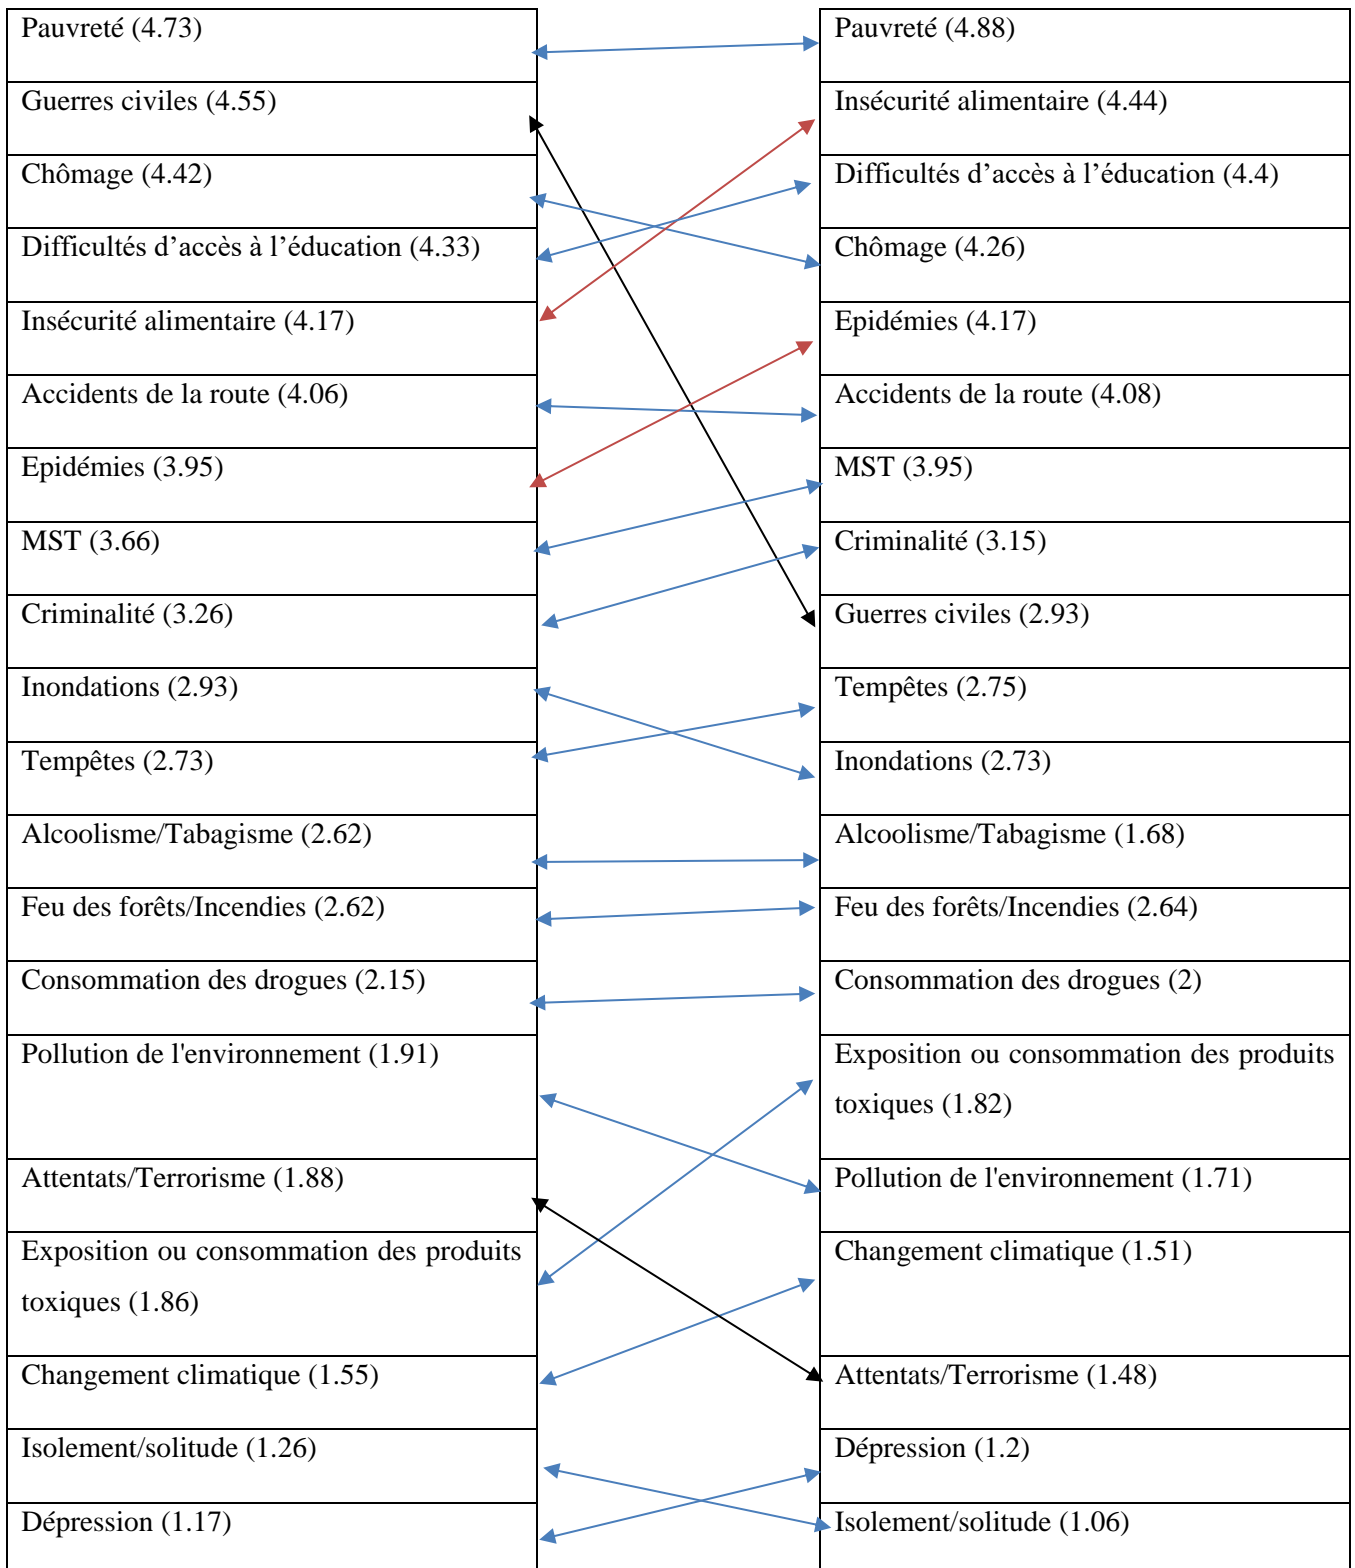 Pauvreté (4.73)
Guerres civiles (4.55)
Chômage (4.42)
Difficultés d’accès à l’éducation (4.33)
Insécurité alimentaire (4.17)
Accidents de la route (4.06)
Epidémies (3.95)
MST (3.66)
Criminalité (3.26)
Inondations (2.93)
Tempêtes (2.73)
Alcoolisme/Tabagisme (2.62)
Feu des forêts/Incendies (2.62)
Consommation des drogues (2.15)
Pollution de l'environnement (1.91)
Attentats/Terrorisme (1.88)
Exposition ou consommation des produits
toxiques (1.86)
Changement climatique (1.55)
Isolement/solitude (1.26)
Dépression (1.17)
Pauvreté (4.88)
Insécurité alimentaire (4.44)
Difficultés d’accès à l’éducation (4.4)
Chômage (4.26)
Epidémies (4.17)
Accidents de la route (4.08)
MST (3.95)
Criminalité (3.15)
Guerres civiles (2.93)
Tempêtes (2.75)
Inondations (2.73)
Alcoolisme/Tabagisme (1.68)
Feu des forêts/Incendies (2.64)
Consommation des drogues (2)
Exposition ou consommation des produits
toxiques (1.82)
Pollution de l'environnement (1.71)
Changement climatique (1.51)
Attentats/Terrorisme (1.48)
Dépression (1.2)
Isolement/solitude (1.06)